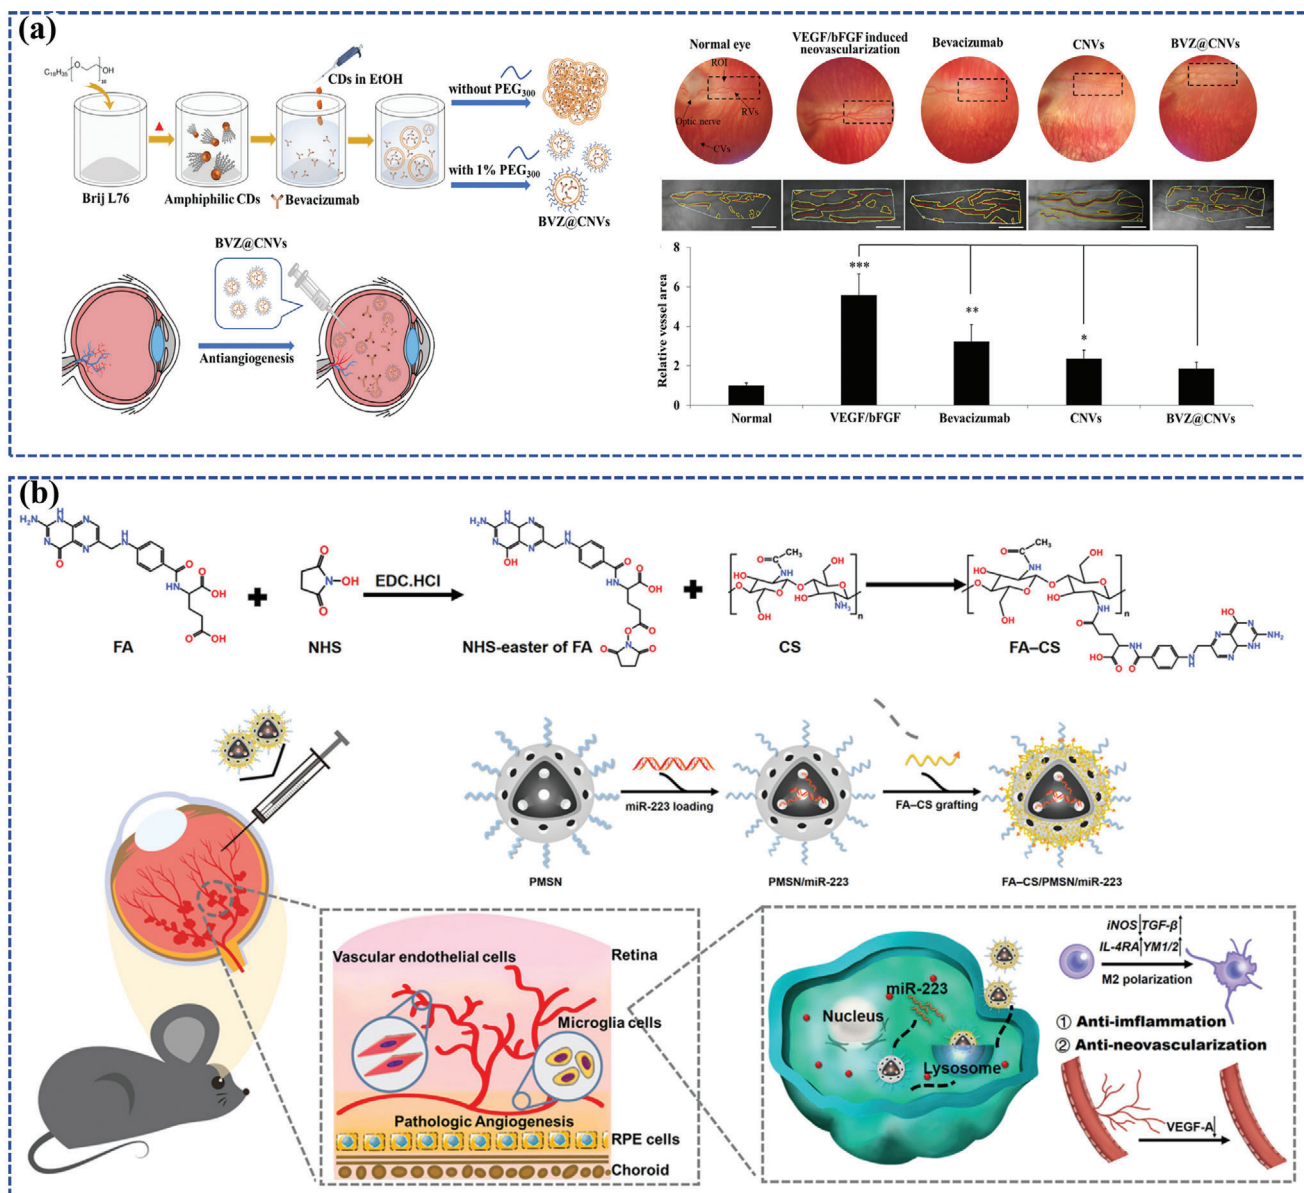 (a)
C₁₈H₃₅
O
OH
10
CDs in EtOH
without PEG₃₀₀
with 1% PEG₃₀₀
Brij L76
Amphiphilic CDs
Bevacizumab
BVZ@CNVs
BVZ@CNVs
Antiangiogenesis
Normal eye
VEGF/bFGF induced
neovascularization
Bevacizumab
CNVs
BVZ@CNVs
ROI
RVs
Optic nerve
CVs
Relative vessel area
8
6
4
2
0
***
**
*
Normal
VEGF/bFGF
Bevacizumab
CNVs
BVZ@CNVs
(b)
FA
NHS
EDC.HCl
NHS-easter of FA
CS
FA–CS
PMSN
miR-223 loading
PMSN/miR-223
FA–CS grafting
FA–CS/PMSN/miR-223
Vascular endothelial cells
Retina
Microglia cells
Pathologic Angiogenesis
RPE cells
Choroid
miR-223
Nucleus
Lysosome
iNOS↓TGF-β↑
IL-4RA↑YM1/2↑
M2 polarization
① Anti-imflammation
② Anti-neovascularization
VEGF-A↓